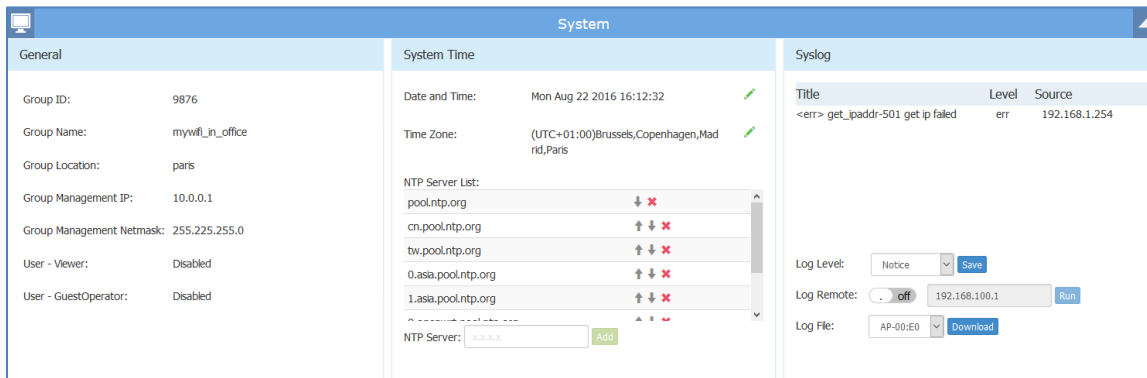 System
General
Group ID: 9876
Group Name: mywifi_in_office
Group Location: paris
Group Management IP: 10.0.0.1
Group Management Netmask: 255.225.255.0
User - Viewer: Disabled
User - GuestOperator: Disabled
System Time
Date and Time: Mon Aug 22 2016 16:12:32
Time Zone: (UTC+01:00)Brussels,Copenhagen,Mad
rid,Paris
NTP Server List:
pool.ntp.org
cn.pool.ntp.org
tw.pool.ntp.org
0.asia.pool.ntp.org
1.asia.pool.ntp.org
NTP Server: x.x.x.x Add
Syslog
Title Level Source
<err> get_ipaddr-501 get ip failed err 192.168.1.254
Log Level: Notice Save
Log Remote: . off 192.168.100.1 Run
Log File: AP-00:E0 Download